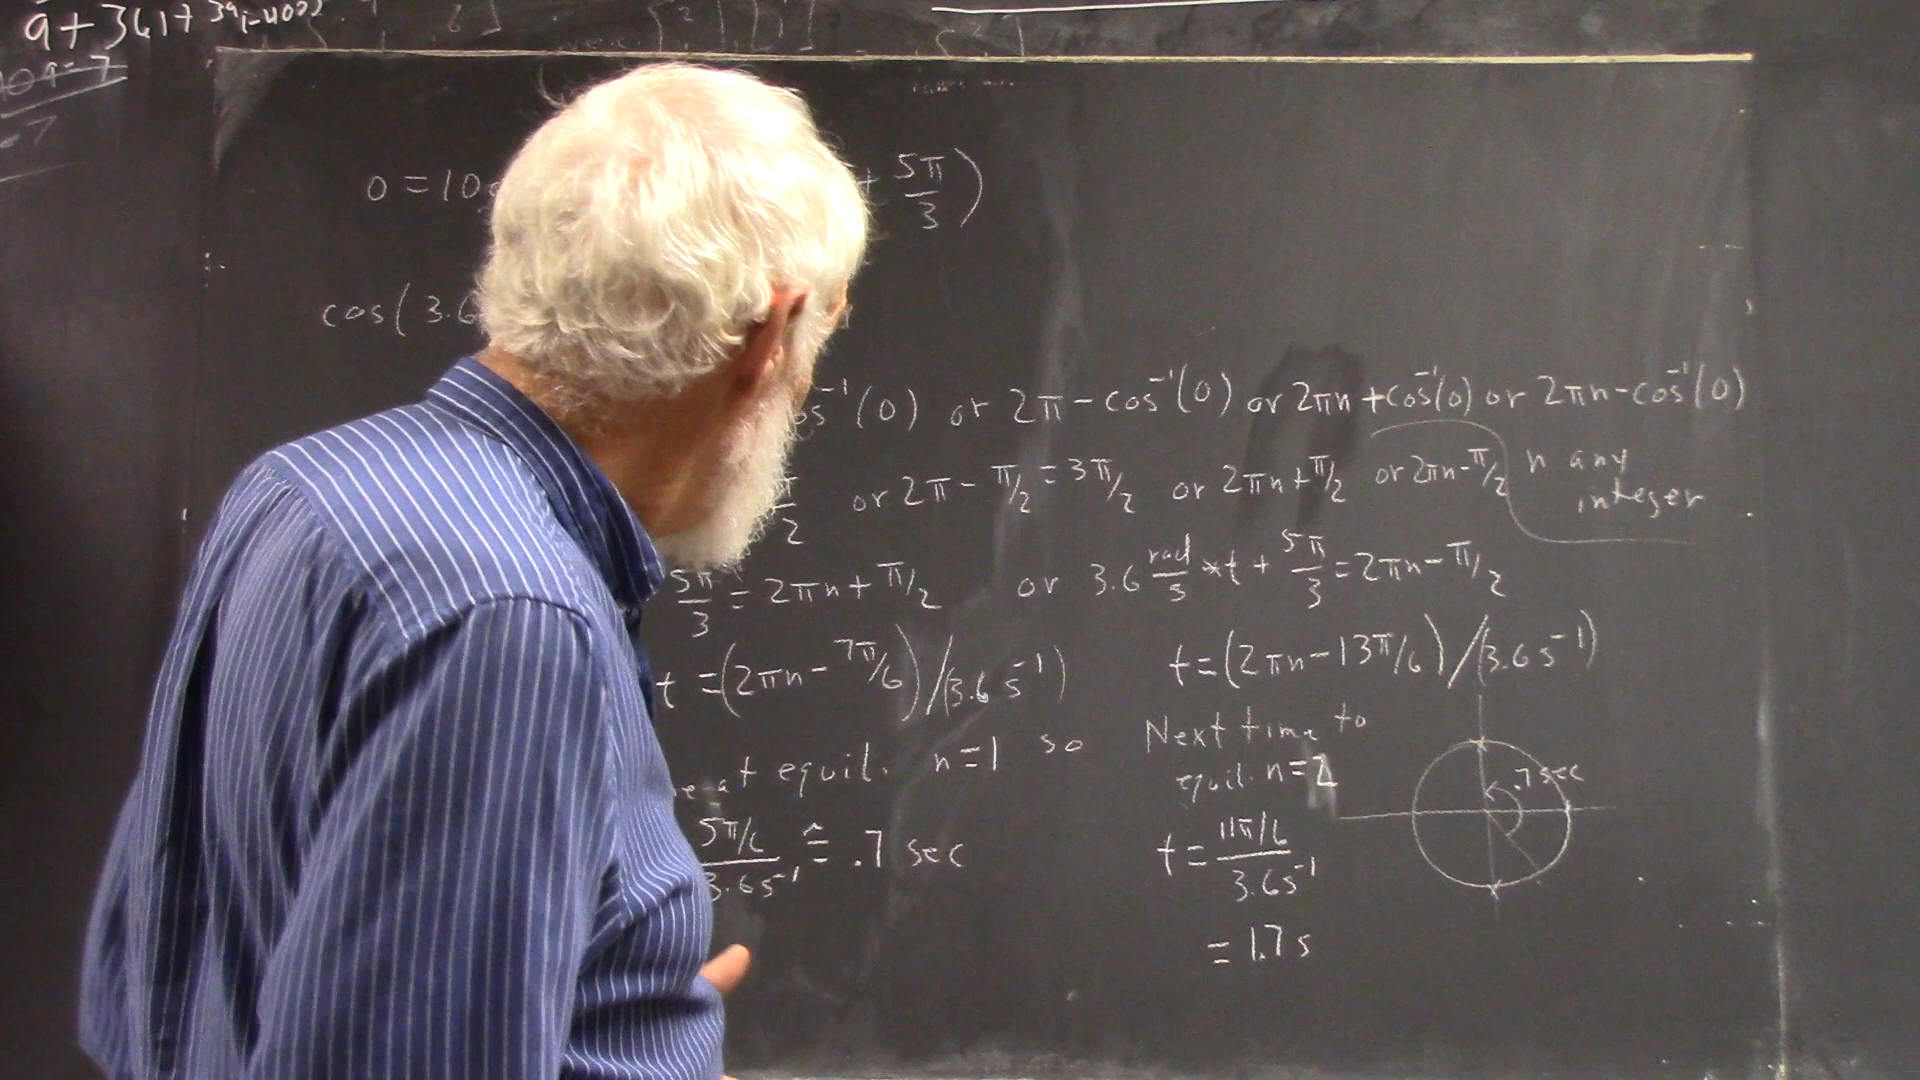 0 = 10 + 5π/3 )
cos( 3.6
os⁻¹(0) or 2π - cos⁻¹(0) or 2πn + cos⁻¹(0) or 2πn - cos⁻¹(0)
π/2 or 2π - π/2 = 3π/2 or 2πn + π/2 or 2πn - π/2 n any
integer
5π/3 = 2πn + π/2 or 3.6 rad/s * t + 5π/3 = 2πn - π/2
t = (2πn - 7π/6)/(3.6 s⁻¹) t = (2πn - 13π/6)/(3.6 s⁻¹)
at equil. n = 1 so Next time to
equil. n = 2
.7 sec
5π/6 / 3.6 s⁻¹ ≐ .7 sec t = 11π/6 / 3.6 s⁻¹
= 1.7 s